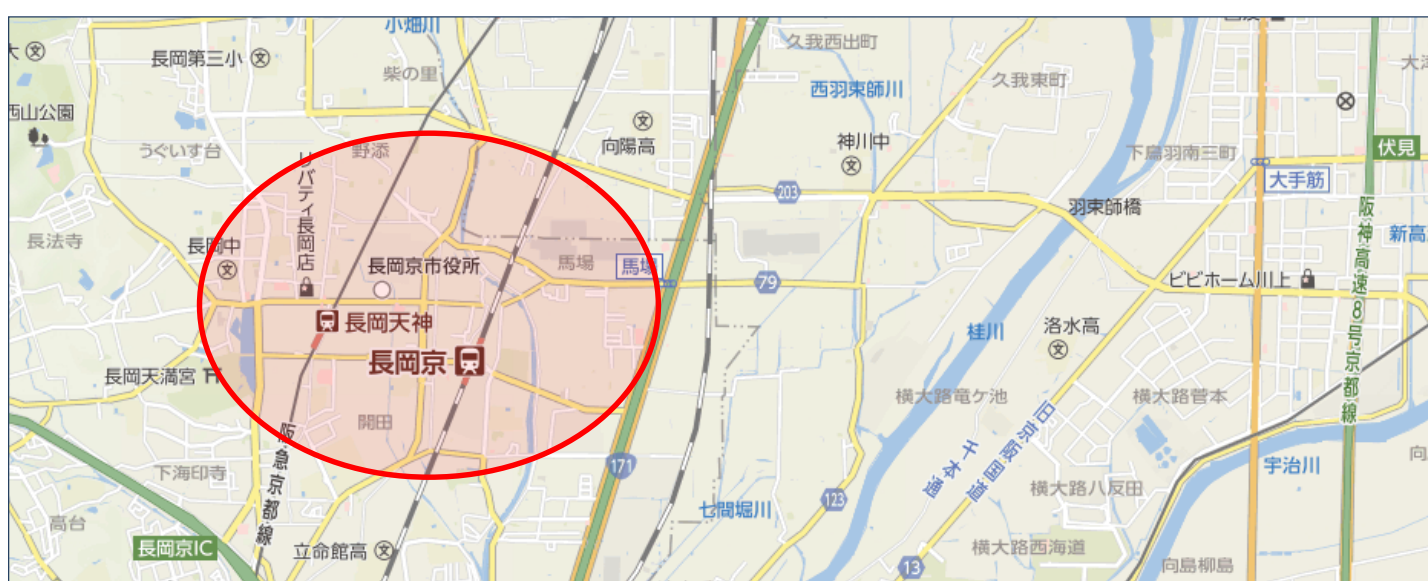 小畑川
長岡第三小
柴の里
久我西出町
久我東町
西羽束師川
西山公園
うぐいす台
野添
向陽高
神川中
下鳥羽南三町
伏見
大手筋
リバティ長岡店
203
羽束師橋
阪神高速8号京都線
長法寺
長岡中
長岡京市役所
馬場
馬場
79
ビビホーム川上
長岡天神
長岡京
桂川
洛水高
長岡天満宮
開田
横大路竜ケ池
横大路菅本
旧京阪国道
千本通
阪急京都線
下海印寺
171
123
宇治川
横大路八反田
七間堀川
高台
長岡京IC
立命館高
13
横大路西海道
向島柳島